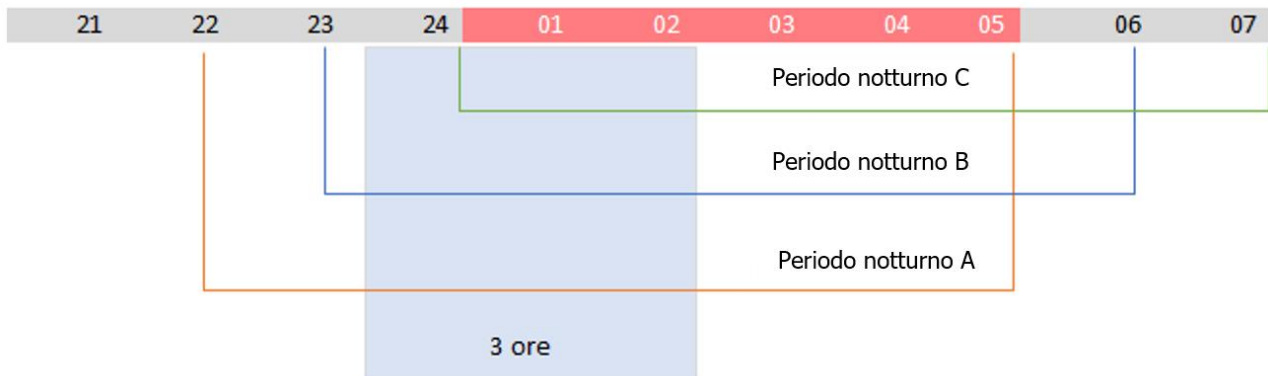 21 22 23 24 01 02 03 04 05 06 07
Periodo notturno C
Periodo notturno B
Periodo notturno A
3 ore